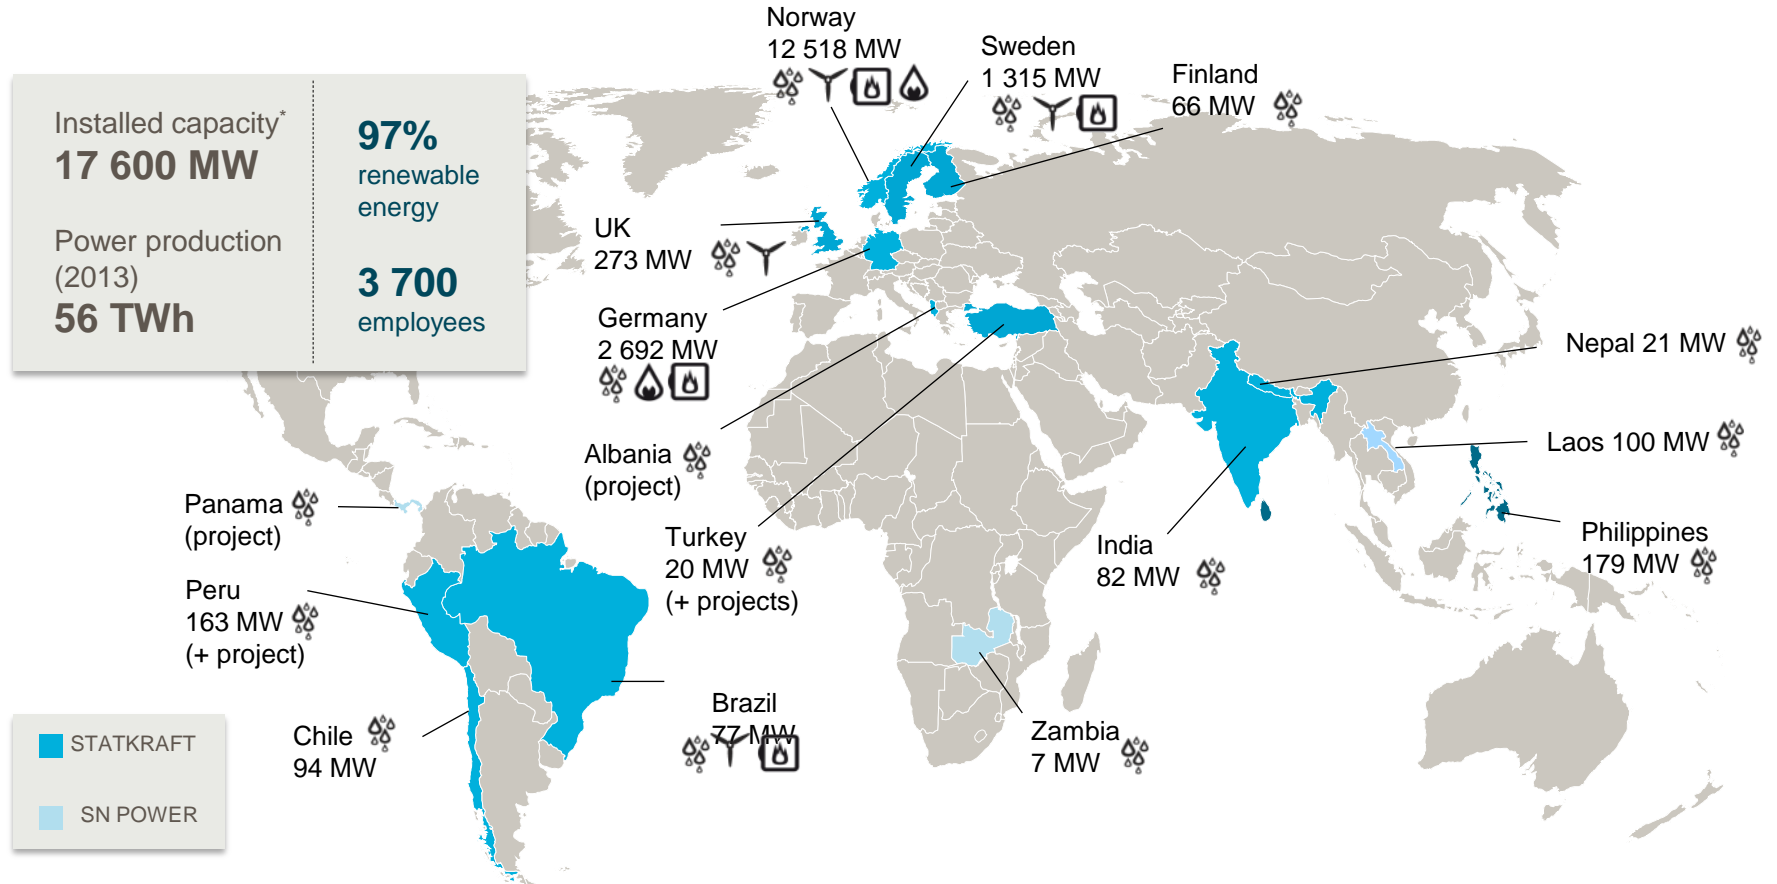 Norway
12 518 MW
Sweden
1 315 MW
Finland
66 MW
Installed capacity*
17 600 MW
Power production
(2013)
56 TWh
97%
renewable
energy
3 700
employees
UK
273 MW
Germany
2 692 MW
Albania
(project)
Turkey
20 MW
(+ projects)
Nepal 21 MW
Laos 100 MW
Philippines
179 MW
India
82 MW
Panama
(project)
Peru
163 MW
(+ project)
Chile
94 MW
Brazil
77 MW
Zambia
7 MW
STATKRAFT
SN POWER